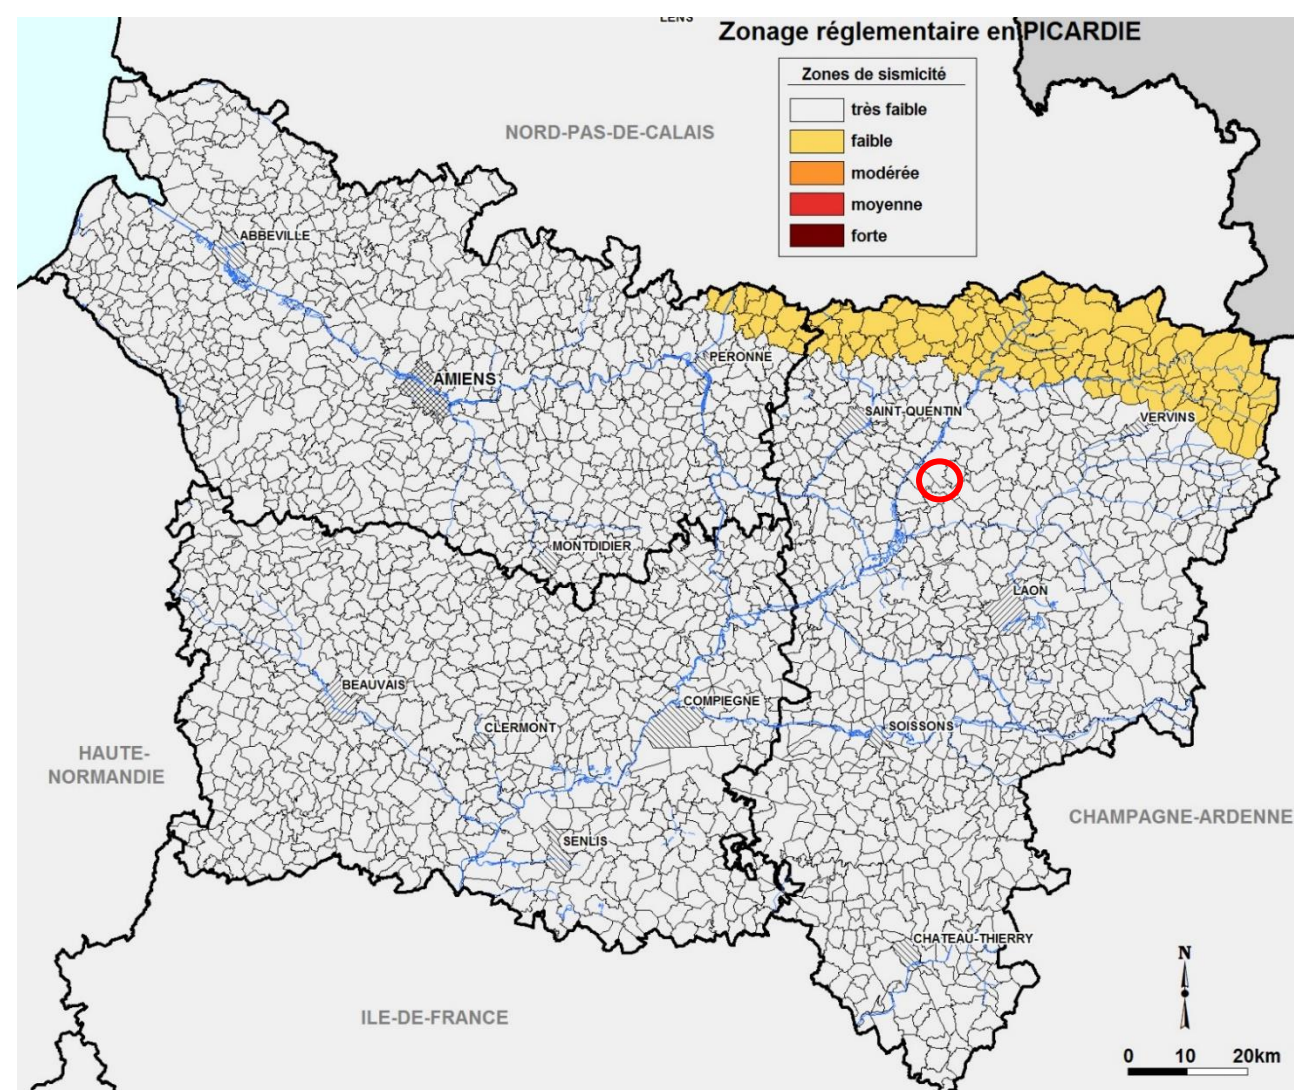 LENS
Zonage réglementaire en PICARDIE
Zones de sismicité
très faible
faible
modérée
moyenne
forte
NORD-PAS-DE-CALAIS
ABBEVILLE
PERONNE
AMIENS
SAINT-QUENTIN
VERVINS
MONTDIDIER
LAON
BEAUVAIS
COMPIEGNE
CLERMONT
SOISSONS
HAUTE-
NORMANDIE
CHAMPAGNE-ARDENNE
SENLIS
CHATEAU-THIERRY
N
ILE-DE-FRANCE
0 10 20km